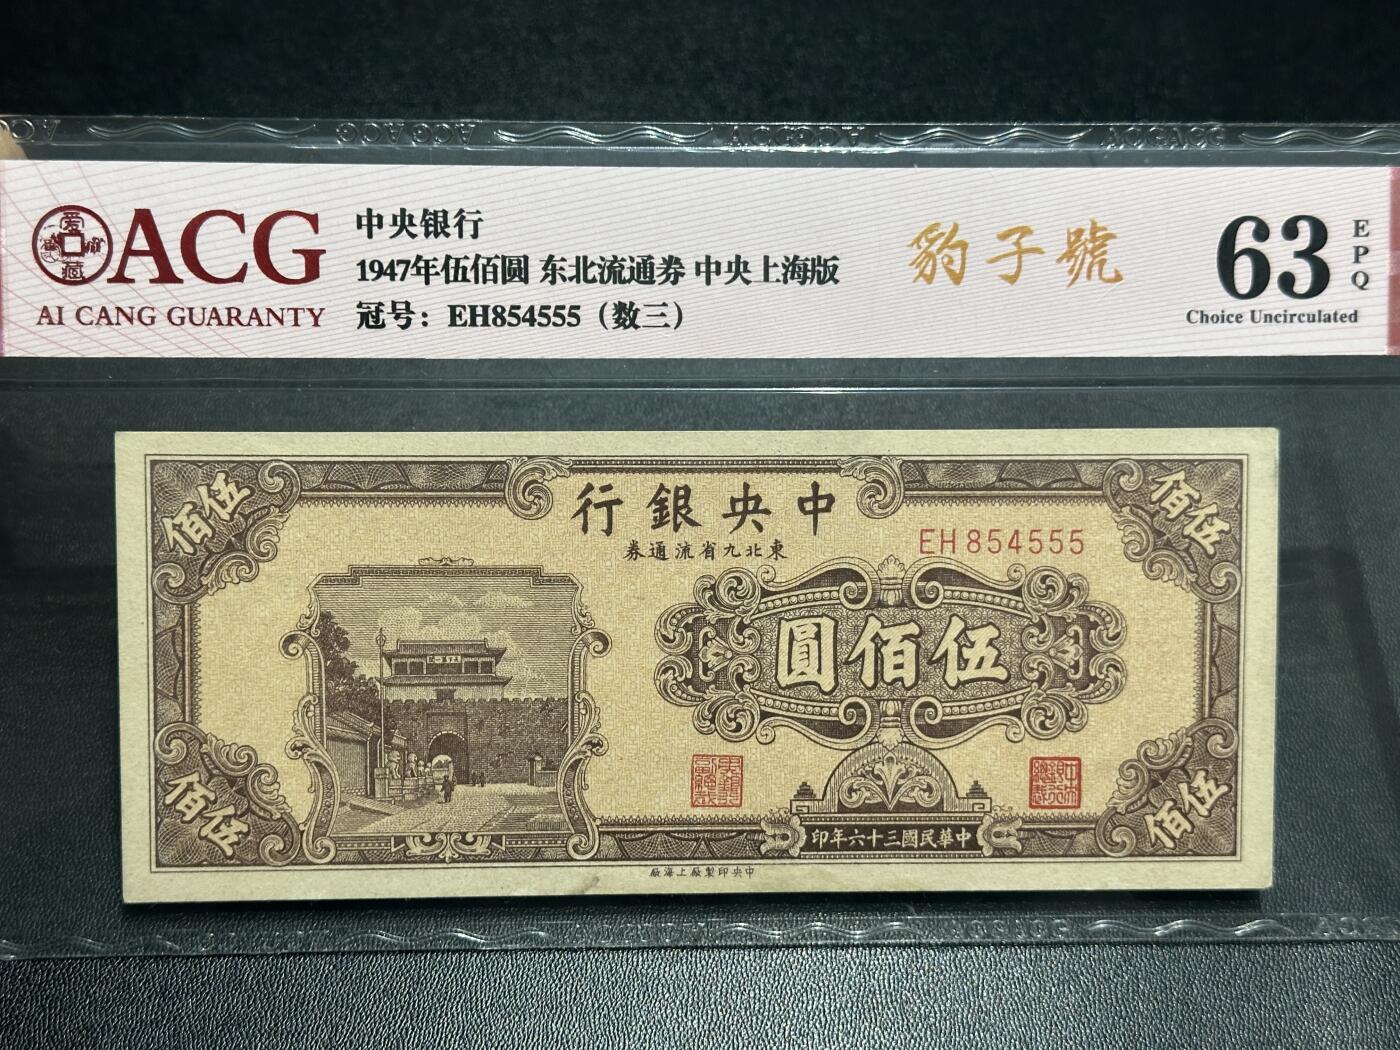 爱藏
ACG
AI CANG GUARANTY
中央银行
1947年伍佰圆 东北流通券 中央上海版
冠号：EH854555（数三）
豹子號
63
EPQ
Choice Uncirculated
伍佰
伍佰
中央銀行
東北九省流通券
EH 854555
伍佰圓
中華民國三十六年印
伍佰
伍佰
中央印製廠上海廠